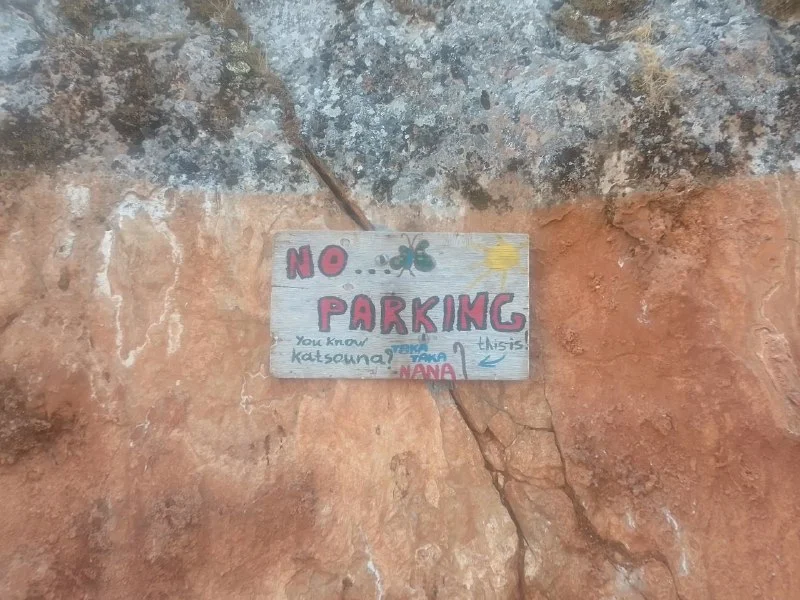 NO...
PARKING
You know
katsouna?
TAKA
TAKA
NANA
this is!